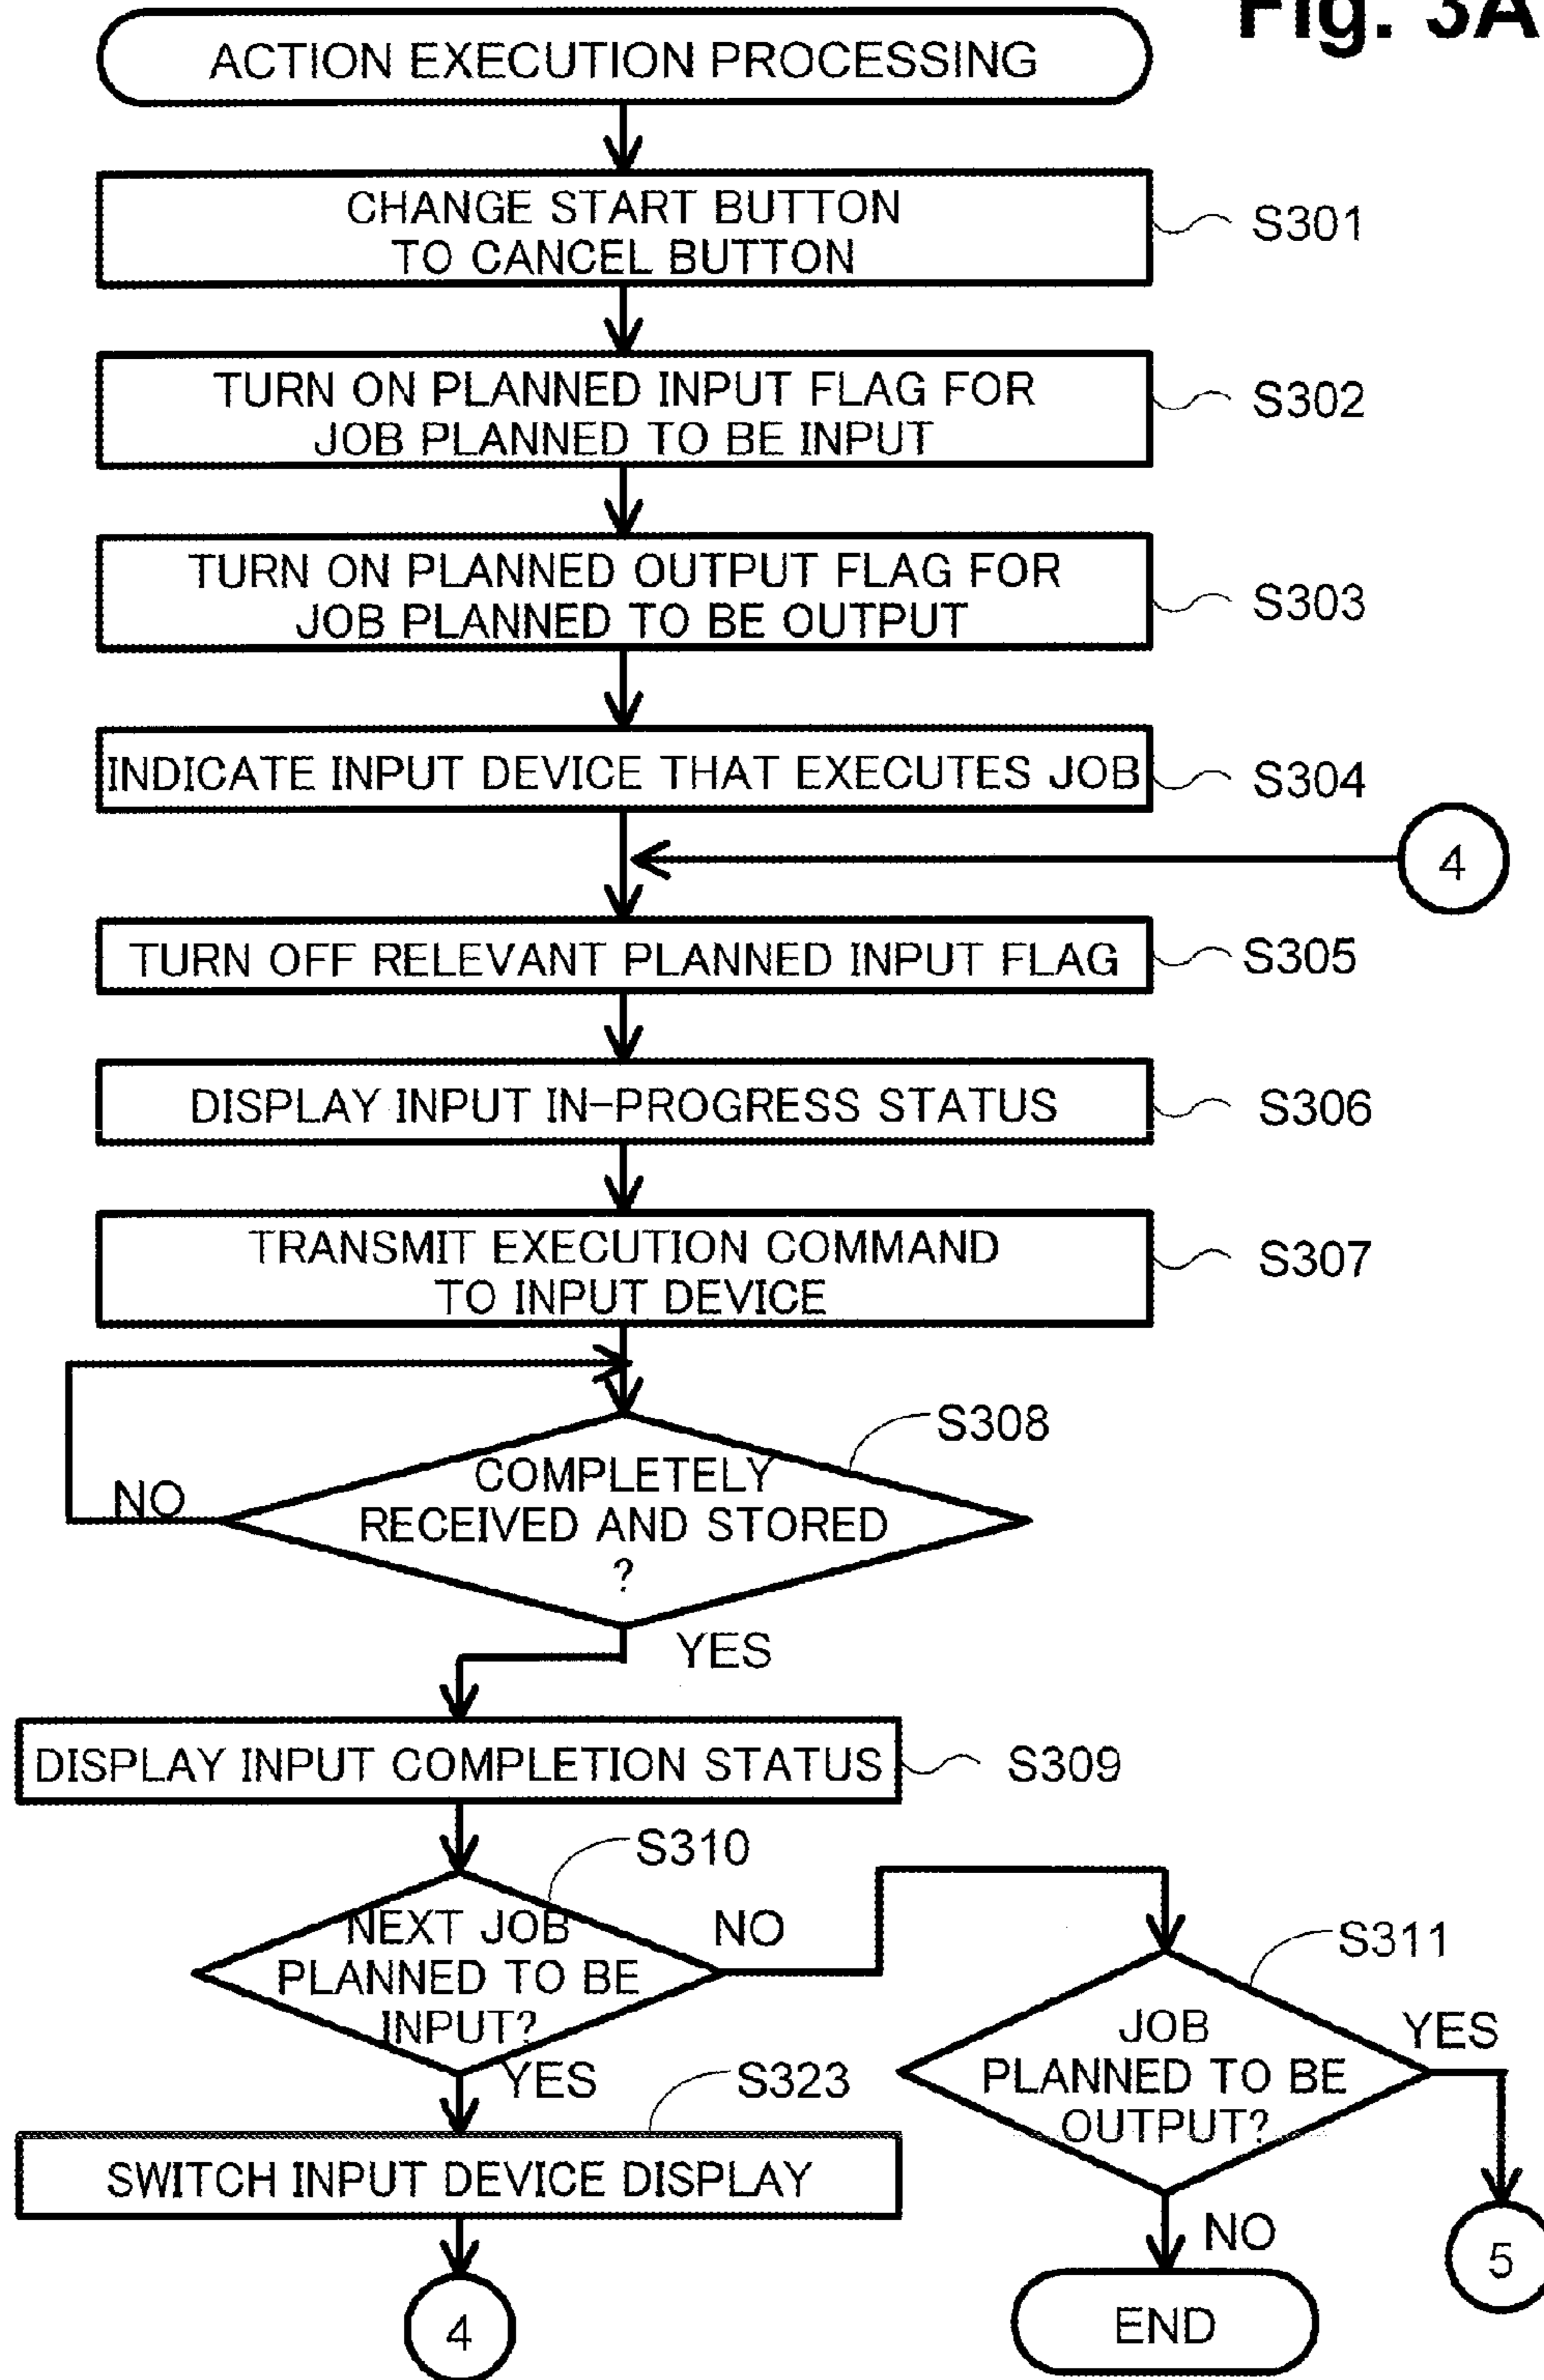 Fig. 3A
ACTION EXECUTION PROCESSING
CHANGE START BUTTON
TO CANCEL BUTTON
S301
TURN ON PLANNED INPUT FLAG FOR
JOB PLANNED TO BE INPUT
S302
TURN ON PLANNED OUTPUT FLAG FOR
JOB PLANNED TO BE OUTPUT
S303
INDICATE INPUT DEVICE THAT EXECUTES JOB
S304
4
TURN OFF RELEVANT PLANNED INPUT FLAG
S305
DISPLAY INPUT IN-PROGRESS STATUS
S306
TRANSMIT EXECUTION COMMAND
TO INPUT DEVICE
S307
S308
COMPLETELY
RECEIVED AND STORED
?
NO
YES
DISPLAY INPUT COMPLETION STATUS
S309
S310
NEXT JOB
PLANNED TO BE
INPUT?
NO
YES
S311
JOB
PLANNED TO BE
OUTPUT?
YES
NO
S323
SWITCH INPUT DEVICE DISPLAY
4
END
5